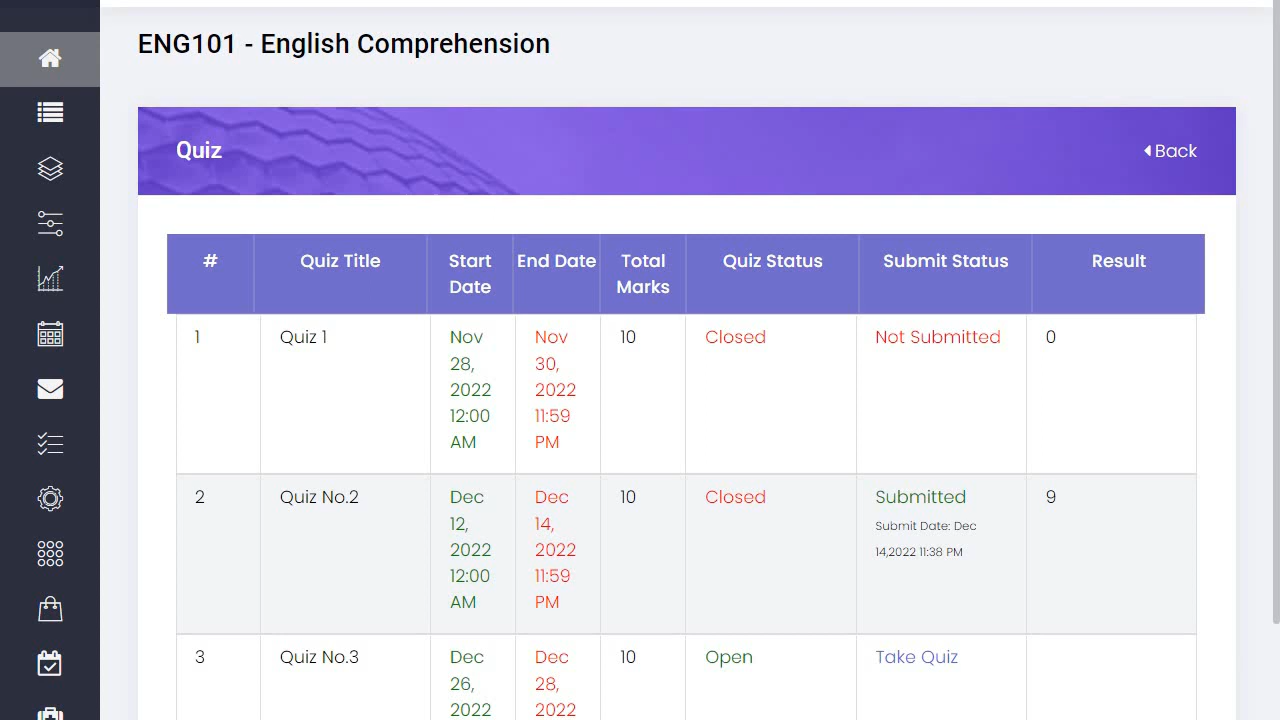 ENG101 - English Comprehension
Quiz
Back
# Quiz Title Start Date End Date Total Marks Quiz Status Submit Status Result
1 Quiz 1 Nov 28, 2022 12:00 AM Nov 30, 2022 11:59 PM 10 Closed Not Submitted 0
2 Quiz No.2 Dec 12, 2022 12:00 AM Dec 14, 2022 11:59 PM 10 Closed Submitted Submit Date: Dec 14,2022 11:38 PM 9
3 Quiz No.3 Dec 26, 2022 Dec 28, 2022 10 Open Take Quiz